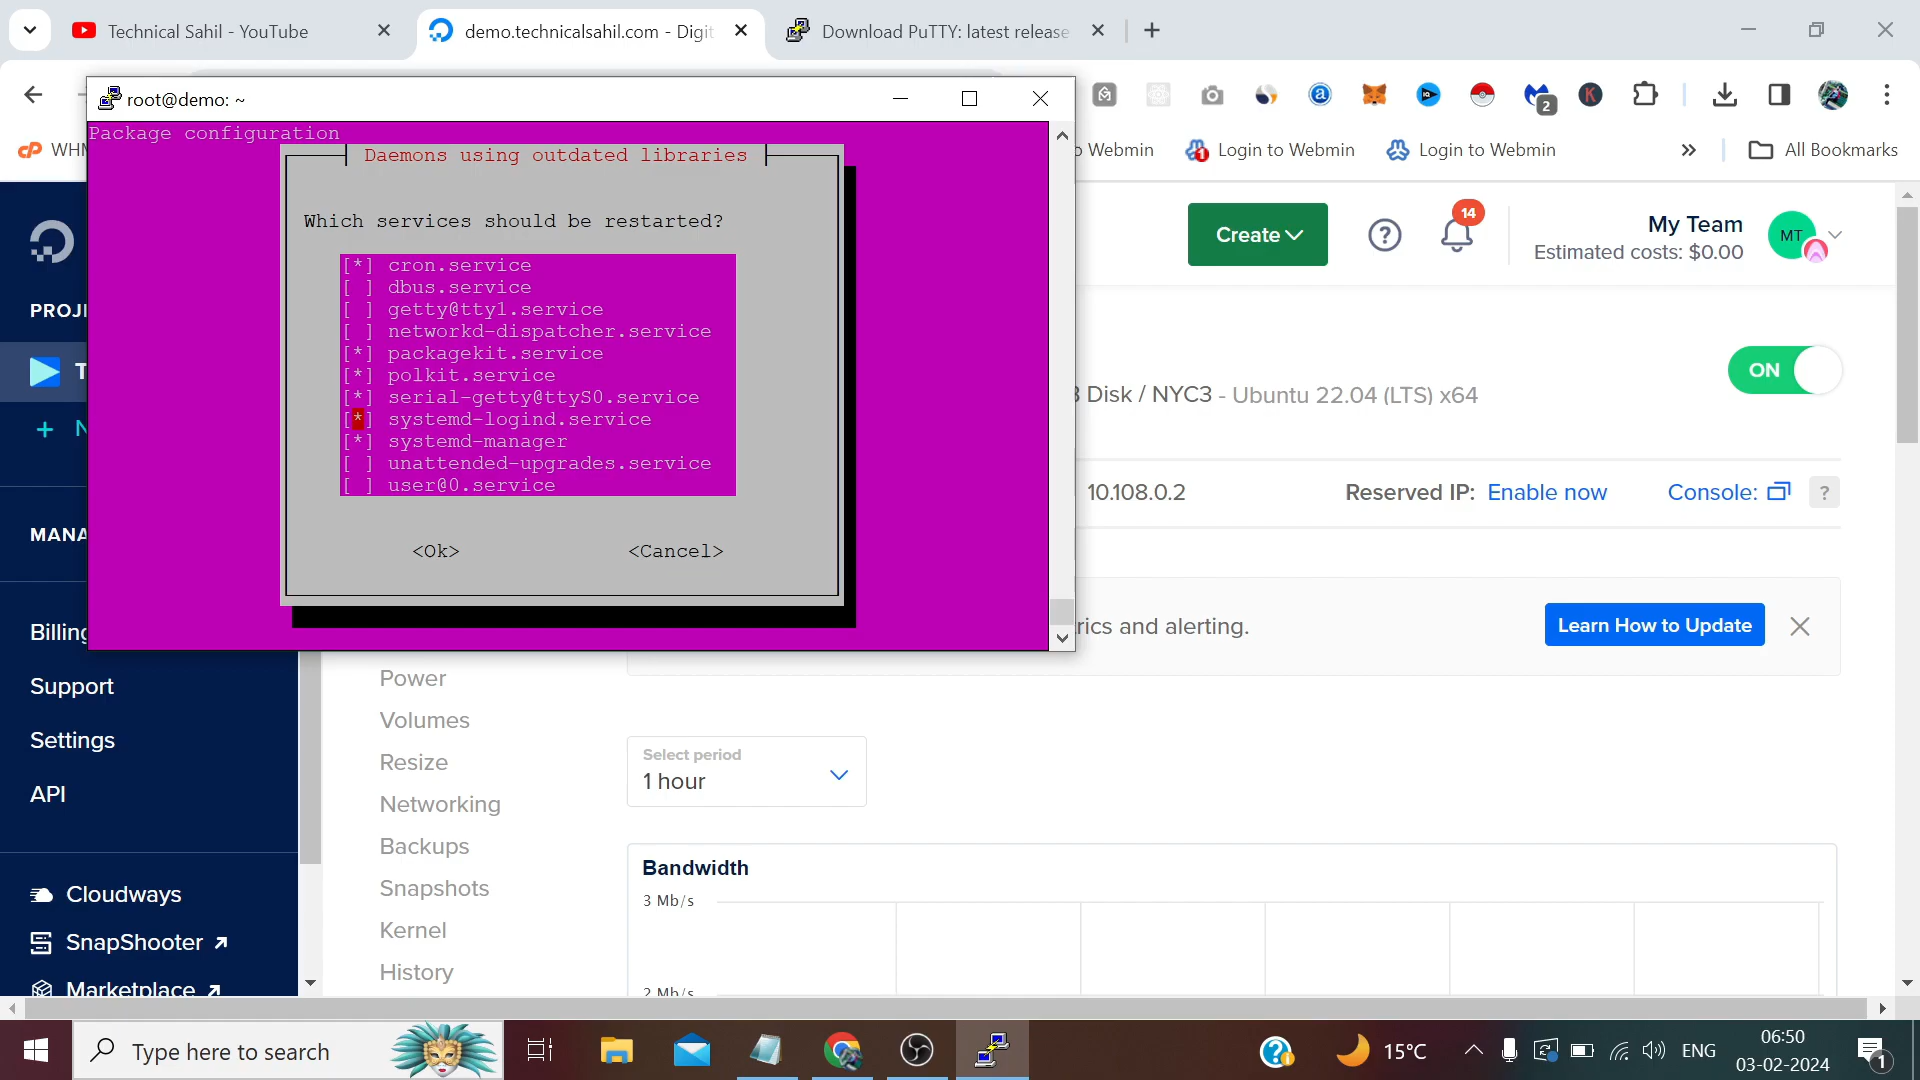 Technical Sahil - YouTube
demo.technicalsahil.com - Digit
Download PuTTY: latest release
root@demo: ~
2
WHM
Webmin
1
Login to Webmin
Login to Webmin
All Bookmarks
Package configuration
Daemons using outdated libraries
Which services should be restarted?
[*] cron.service
[ ] dbus.service
[ ] getty@tty1.service
[ ] networkd-dispatcher.service
[*] packagekit.service
[*] polkit.service
[*] serial-getty@ttyS0.service
[*] systemd-logind.service
[*] systemd-manager
[ ] unattended-upgrades.service
[ ] user@0.service
<Ok>
<Cancel>
Create
14
My Team
Estimated costs: $0.00
MT
Disk / NYC3 - Ubuntu 22.04 (LTS) x64
ON
10.108.0.2
Reserved IP: Enable now
Console:
?
rics and alerting.
Learn How to Update
PROJ
T
+ N
MANA
Billing
Support
Settings
API
Cloudways
SnapShooter
Marketplace
Power
Volumes
Resize
Networking
Backups
Snapshots
Kernel
History
Select period
1 hour
Bandwidth
3 Mb/s
2 Mb/s
Type here to search
15°C
ENG
06:50
03-02-2024
1